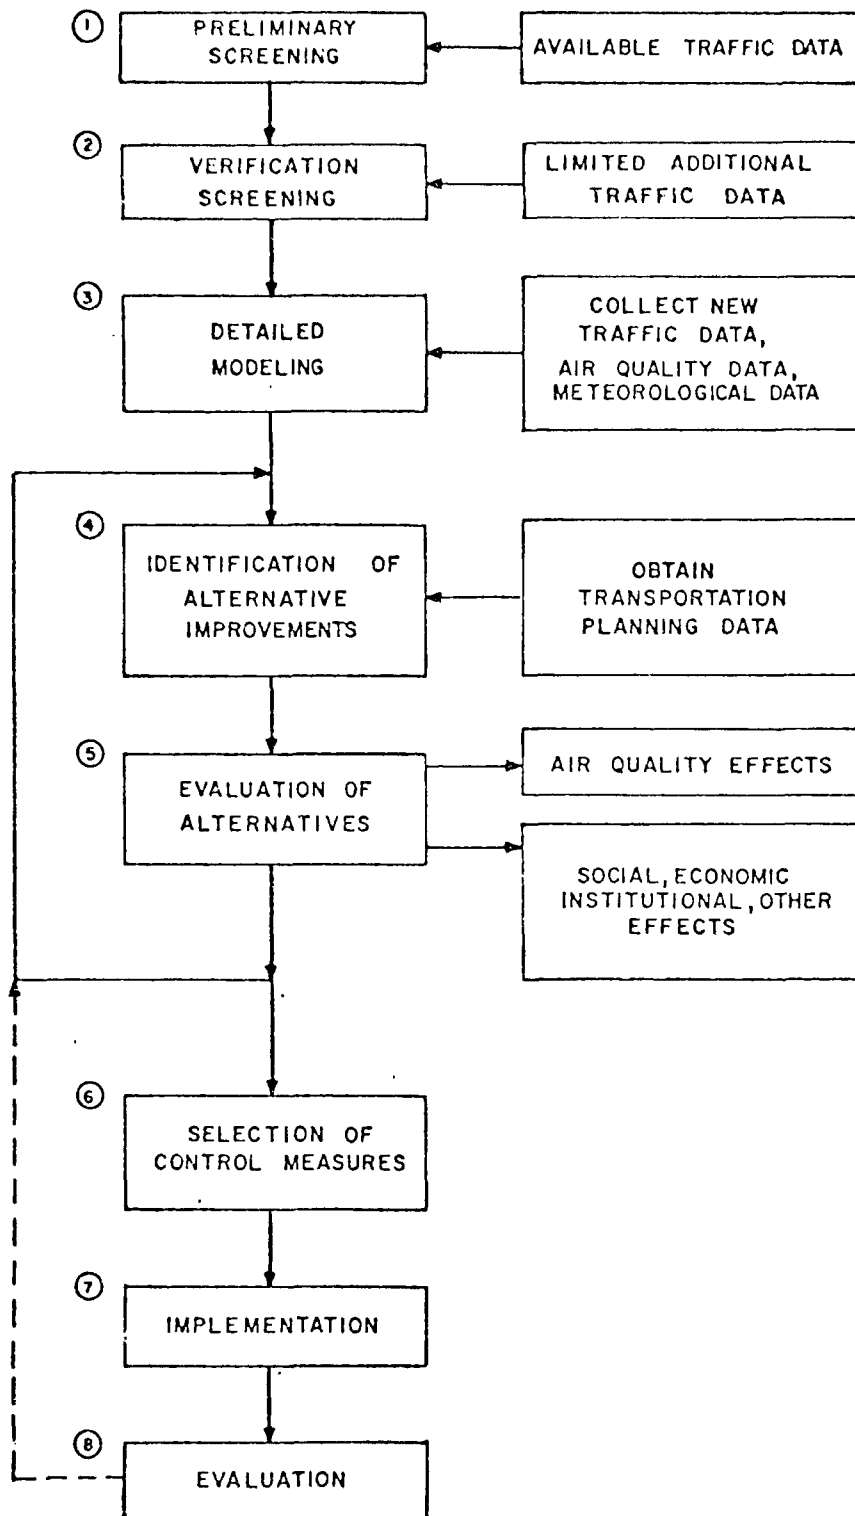 ①
PRELIMINARY
SCREENING
AVAILABLE TRAFFIC DATA
②
VERIFICATION
SCREENING
LIMITED ADDITIONAL
TRAFFIC DATA
③
DETAILED
MODELING
COLLECT NEW
TRAFFIC DATA,
AIR QUALITY DATA,
METEOROLOGICAL DATA
④
IDENTIFICATION OF
ALTERNATIVE
IMPROVEMENTS
OBTAIN
TRANSPORTATION
PLANNING DATA
⑤
EVALUATION OF
ALTERNATIVES
AIR QUALITY EFFECTS
SOCIAL, ECONOMIC
INSTITUTIONAL, OTHER
EFFECTS
⑥
SELECTION OF
CONTROL MEASURES
⑦
IMPLEMENTATION
⑧
EVALUATION